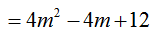 = 4m² − 4m + 12